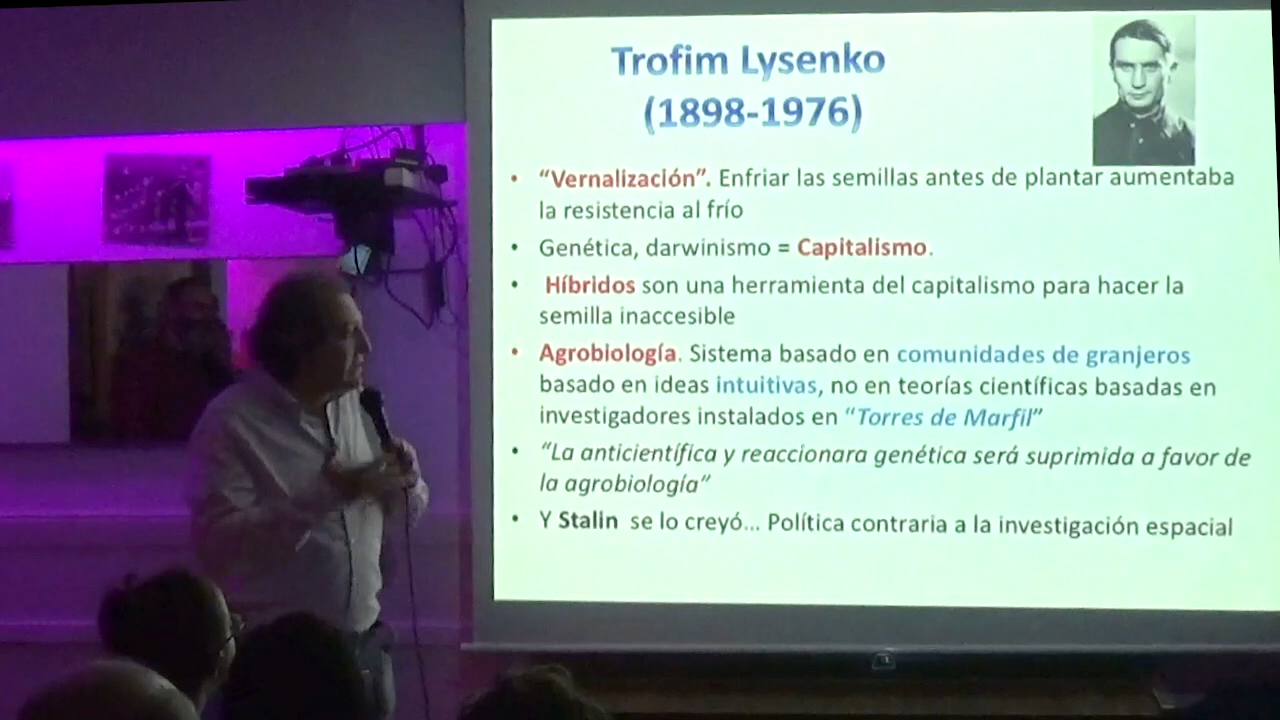 Trofim Lysenko
(1898-1976)
• “Vernalización”. Enfriar las semillas antes de plantar aumentaba
la resistencia al frío
• Genética, darwinismo = Capitalismo.
• Híbridos son una herramienta del capitalismo para hacer la
semilla inaccesible
• Agrobiología. Sistema basado en comunidades de granjeros
basado en ideas intuitivas, no en teorías científicas basadas en
investigadores instalados en “Torres de Marfil”
• “La anticientífica y reaccionara genética será suprimida a favor de
la agrobiología”
• Y Stalin se lo creyó... Política contraria a la investigación espacial